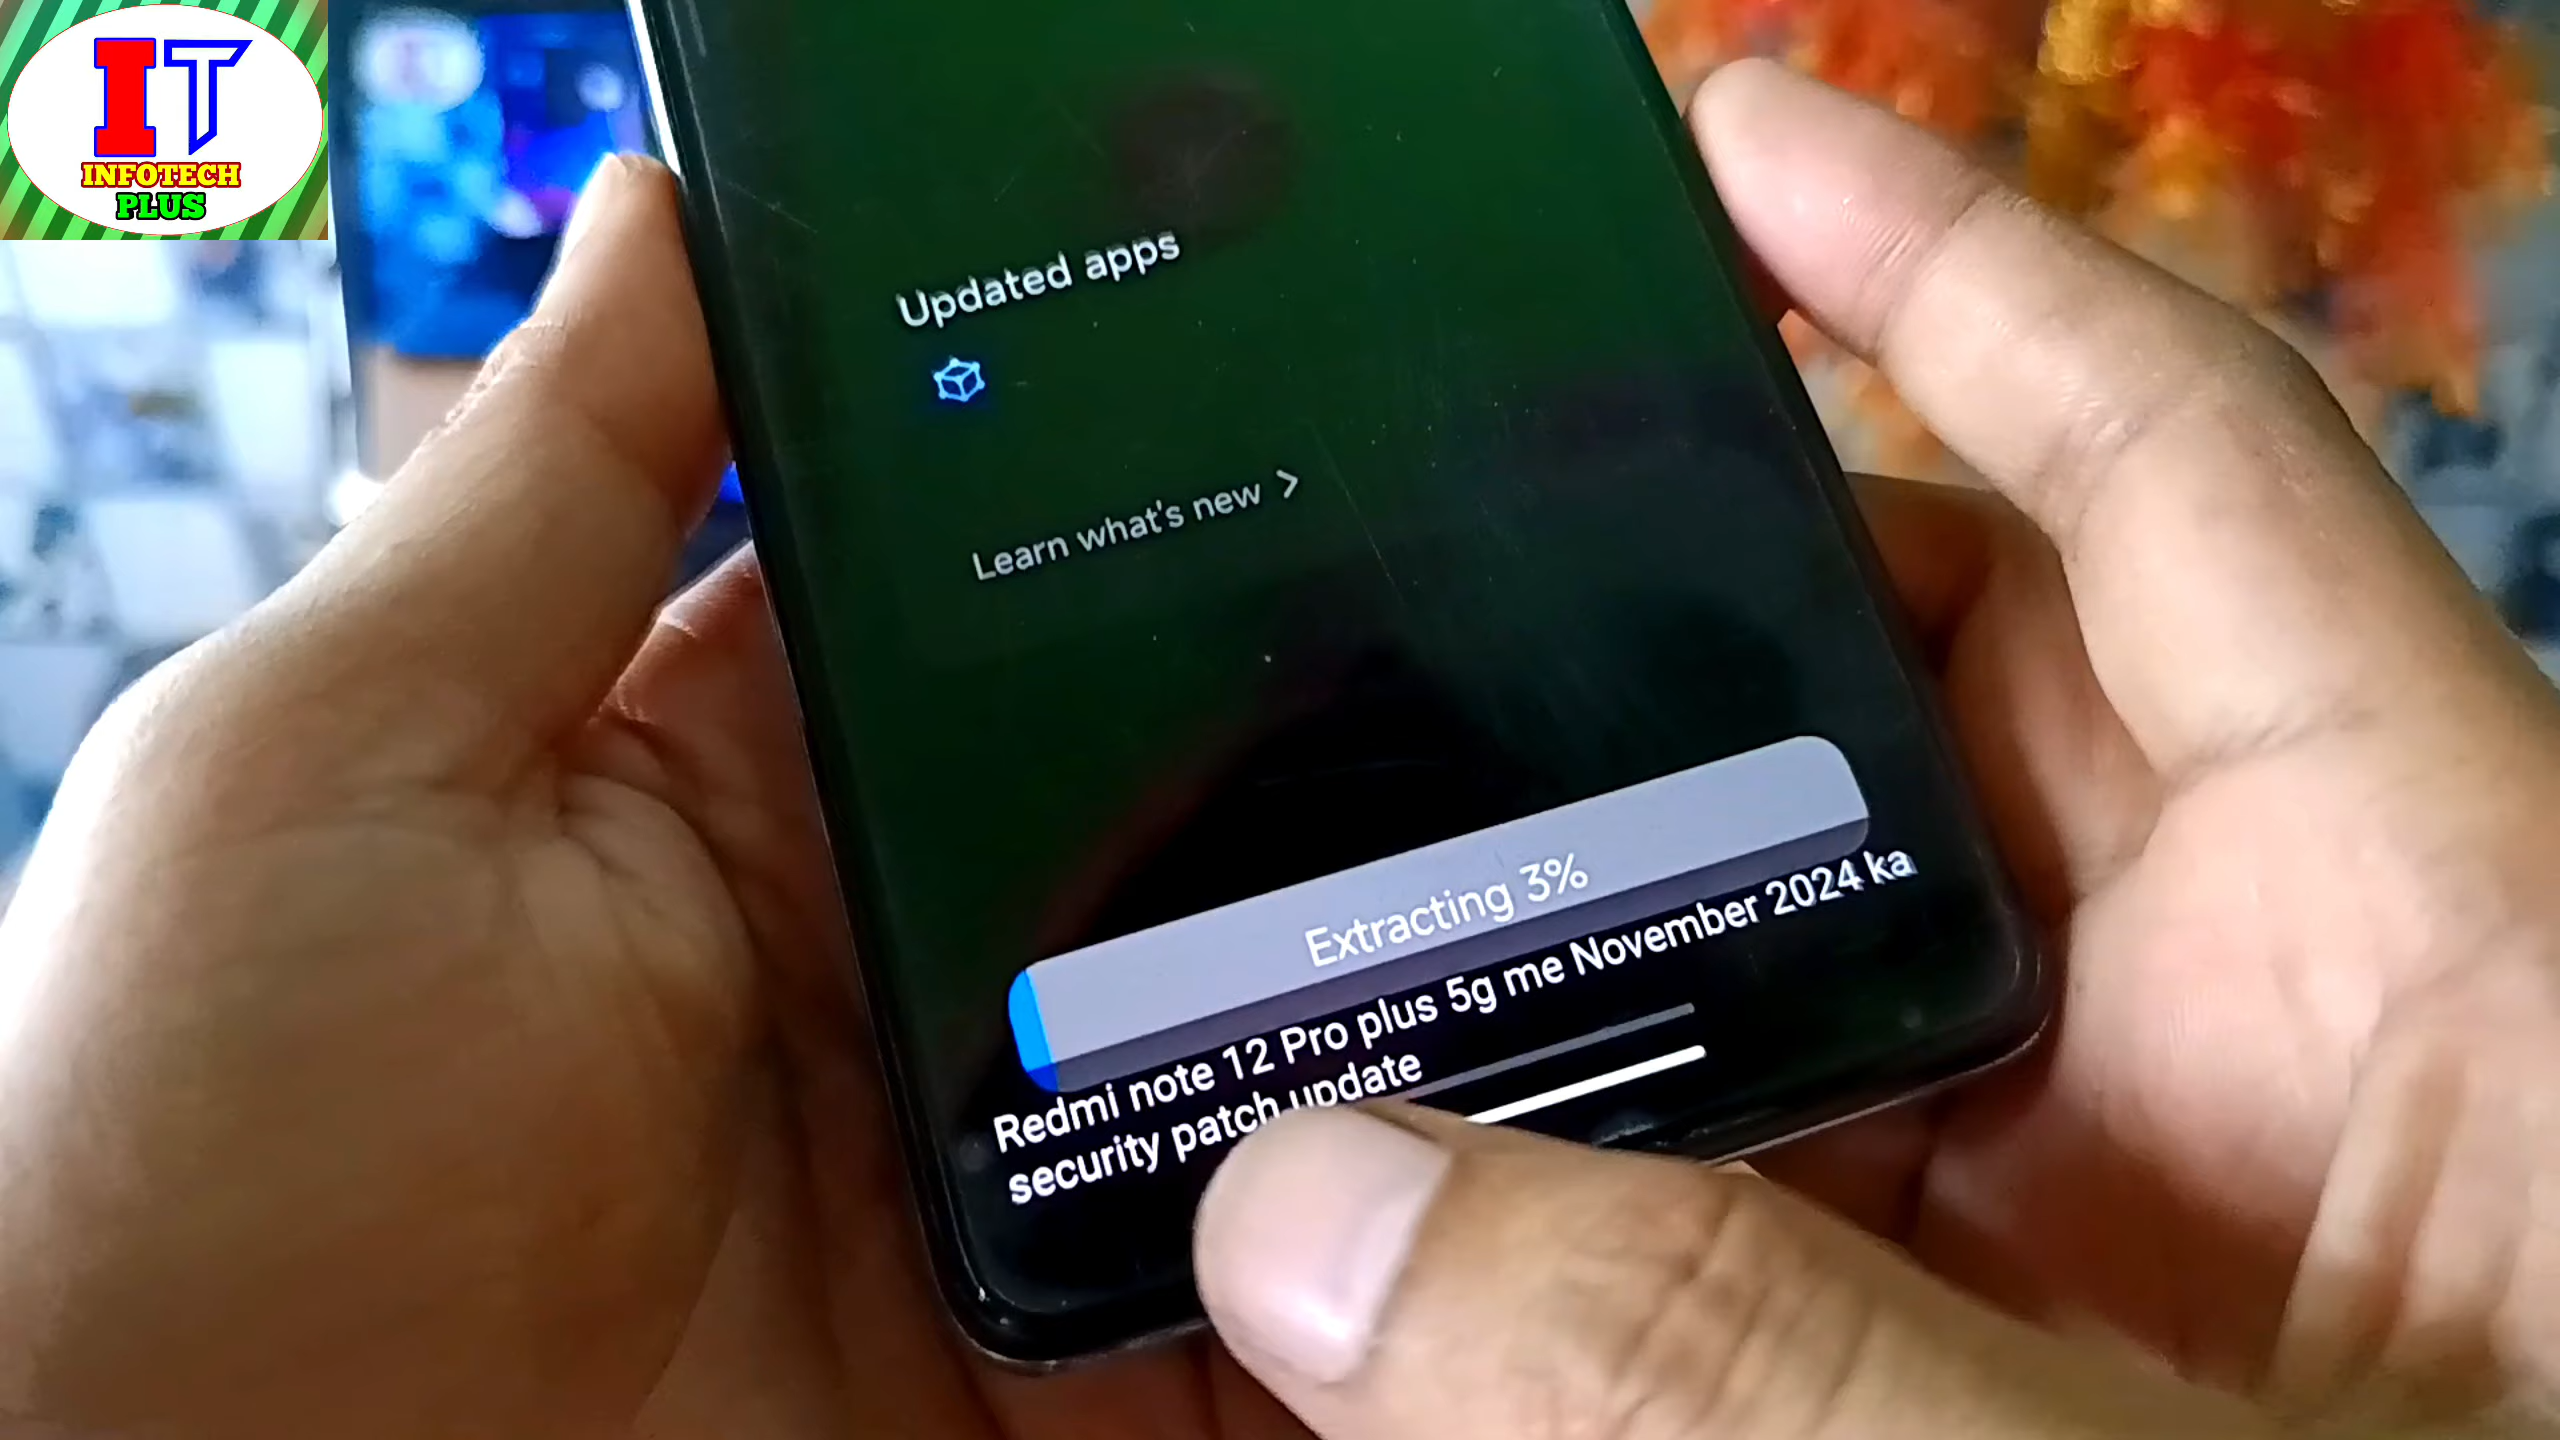 IT
INFOTECH
PLUS
Updated apps
Learn what's new >
Extracting 3%
Redmi note 12 Pro plus 5g me November 2024 ka
security patch update